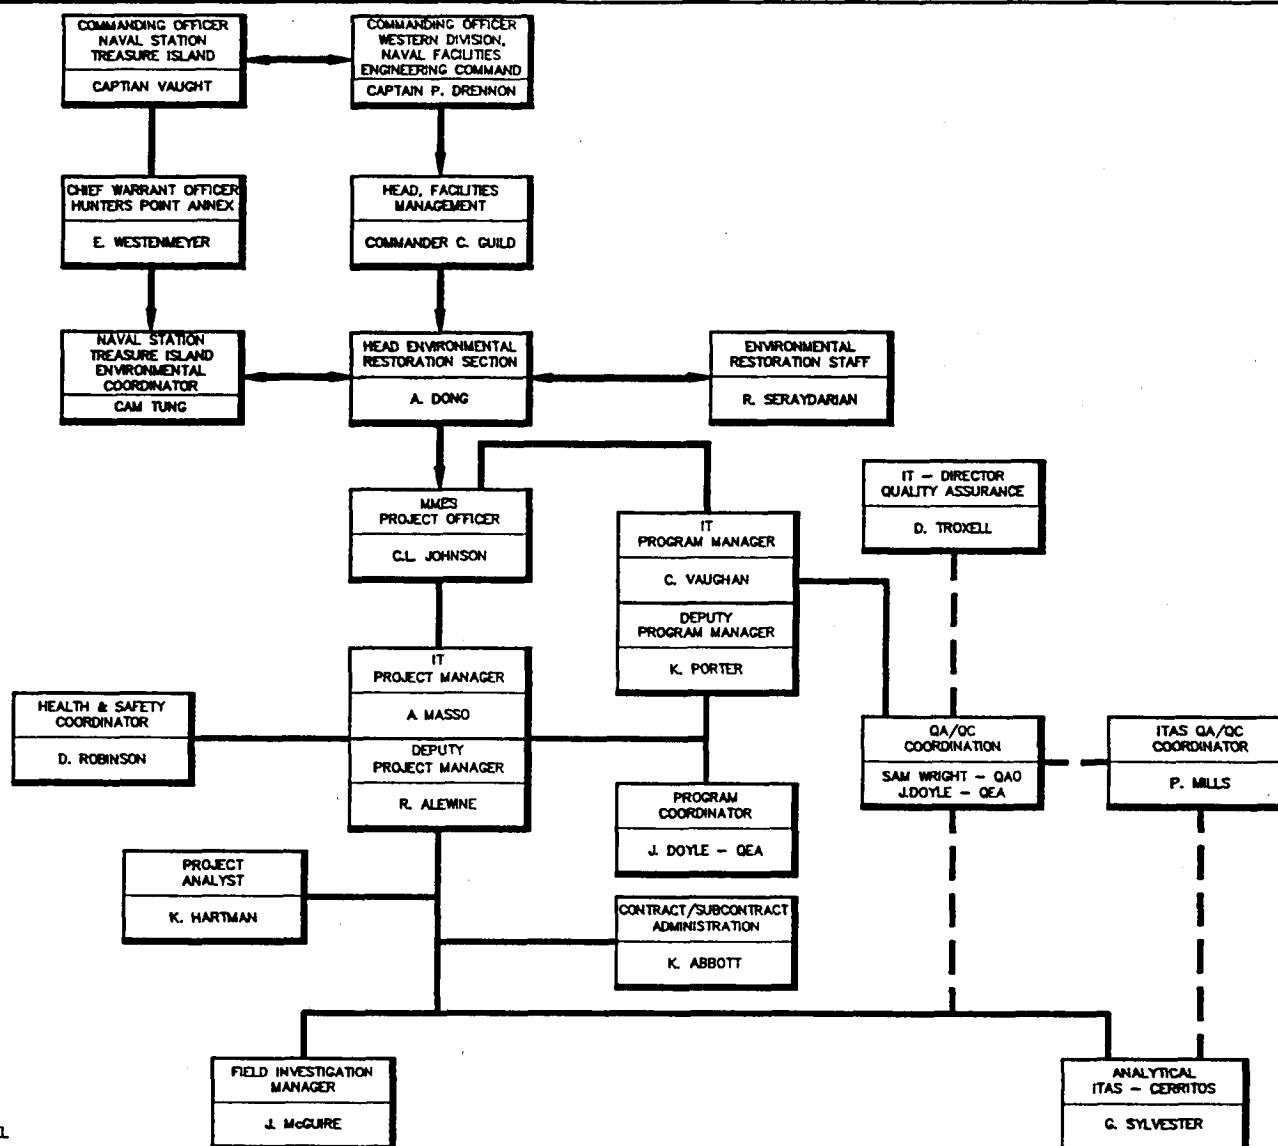 COMMANDING OFFICER
NAVAL STATION
TREASURE ISLAND
CAPTIAN VAUGHT
COMMANDING OFFICER
WESTERN DIVISION,
NAVAL FACILITIES
ENGINEERING COMMAND
CAPTAIN P. DRENNON
CHIEF WARRANT OFFICER
HUNTERS POINT ANNEX
E. WESTENMEYER
HEAD, FACILITIES
MANAGEMENT
COMMANDER C. GUILD
NAVAL STATION
TREASURE ISLAND
ENVIRONMENTAL
COORDINATOR
CAM TUNG
HEAD ENVIRONMENTAL
RESTORATION SECTION
A. DONG
ENVIRONMENTAL
RESTORATION STAFF
R. SERAYDARIAN
MMES
PROJECT OFFICER
C.L. JOHNSON
IT
PROGRAM MANAGER
C. VAUGHAN
DEPUTY
PROGRAM MANAGER
K. PORTER
IT - DIRECTOR
QUALITY ASSURANCE
D. TROXELL
HEALTH & SAFETY
COORDINATOR
D. ROBINSON
IT
PROJECT MANAGER
A. MASSO
DEPUTY
PROJECT MANAGER
R. ALEWINE
QA/QC
COORDINATION
SAM WRIGHT - QAO
J.DOYLE - QEA
ITAS QA/QC
COORDINATOR
P. MILLS
PROGRAM
COORDINATOR
J. DOYLE - QEA
PROJECT
ANALYST
K. HARTMAN
CONTRACT/SUBCONTRACT
ADMINISTRATION
K. ABBOTT
FIELD INVESTIGATION
MANAGER
J. McGUIRE
ANALYTICAL
ITAS - CERRITOS
G. SYLVESTER